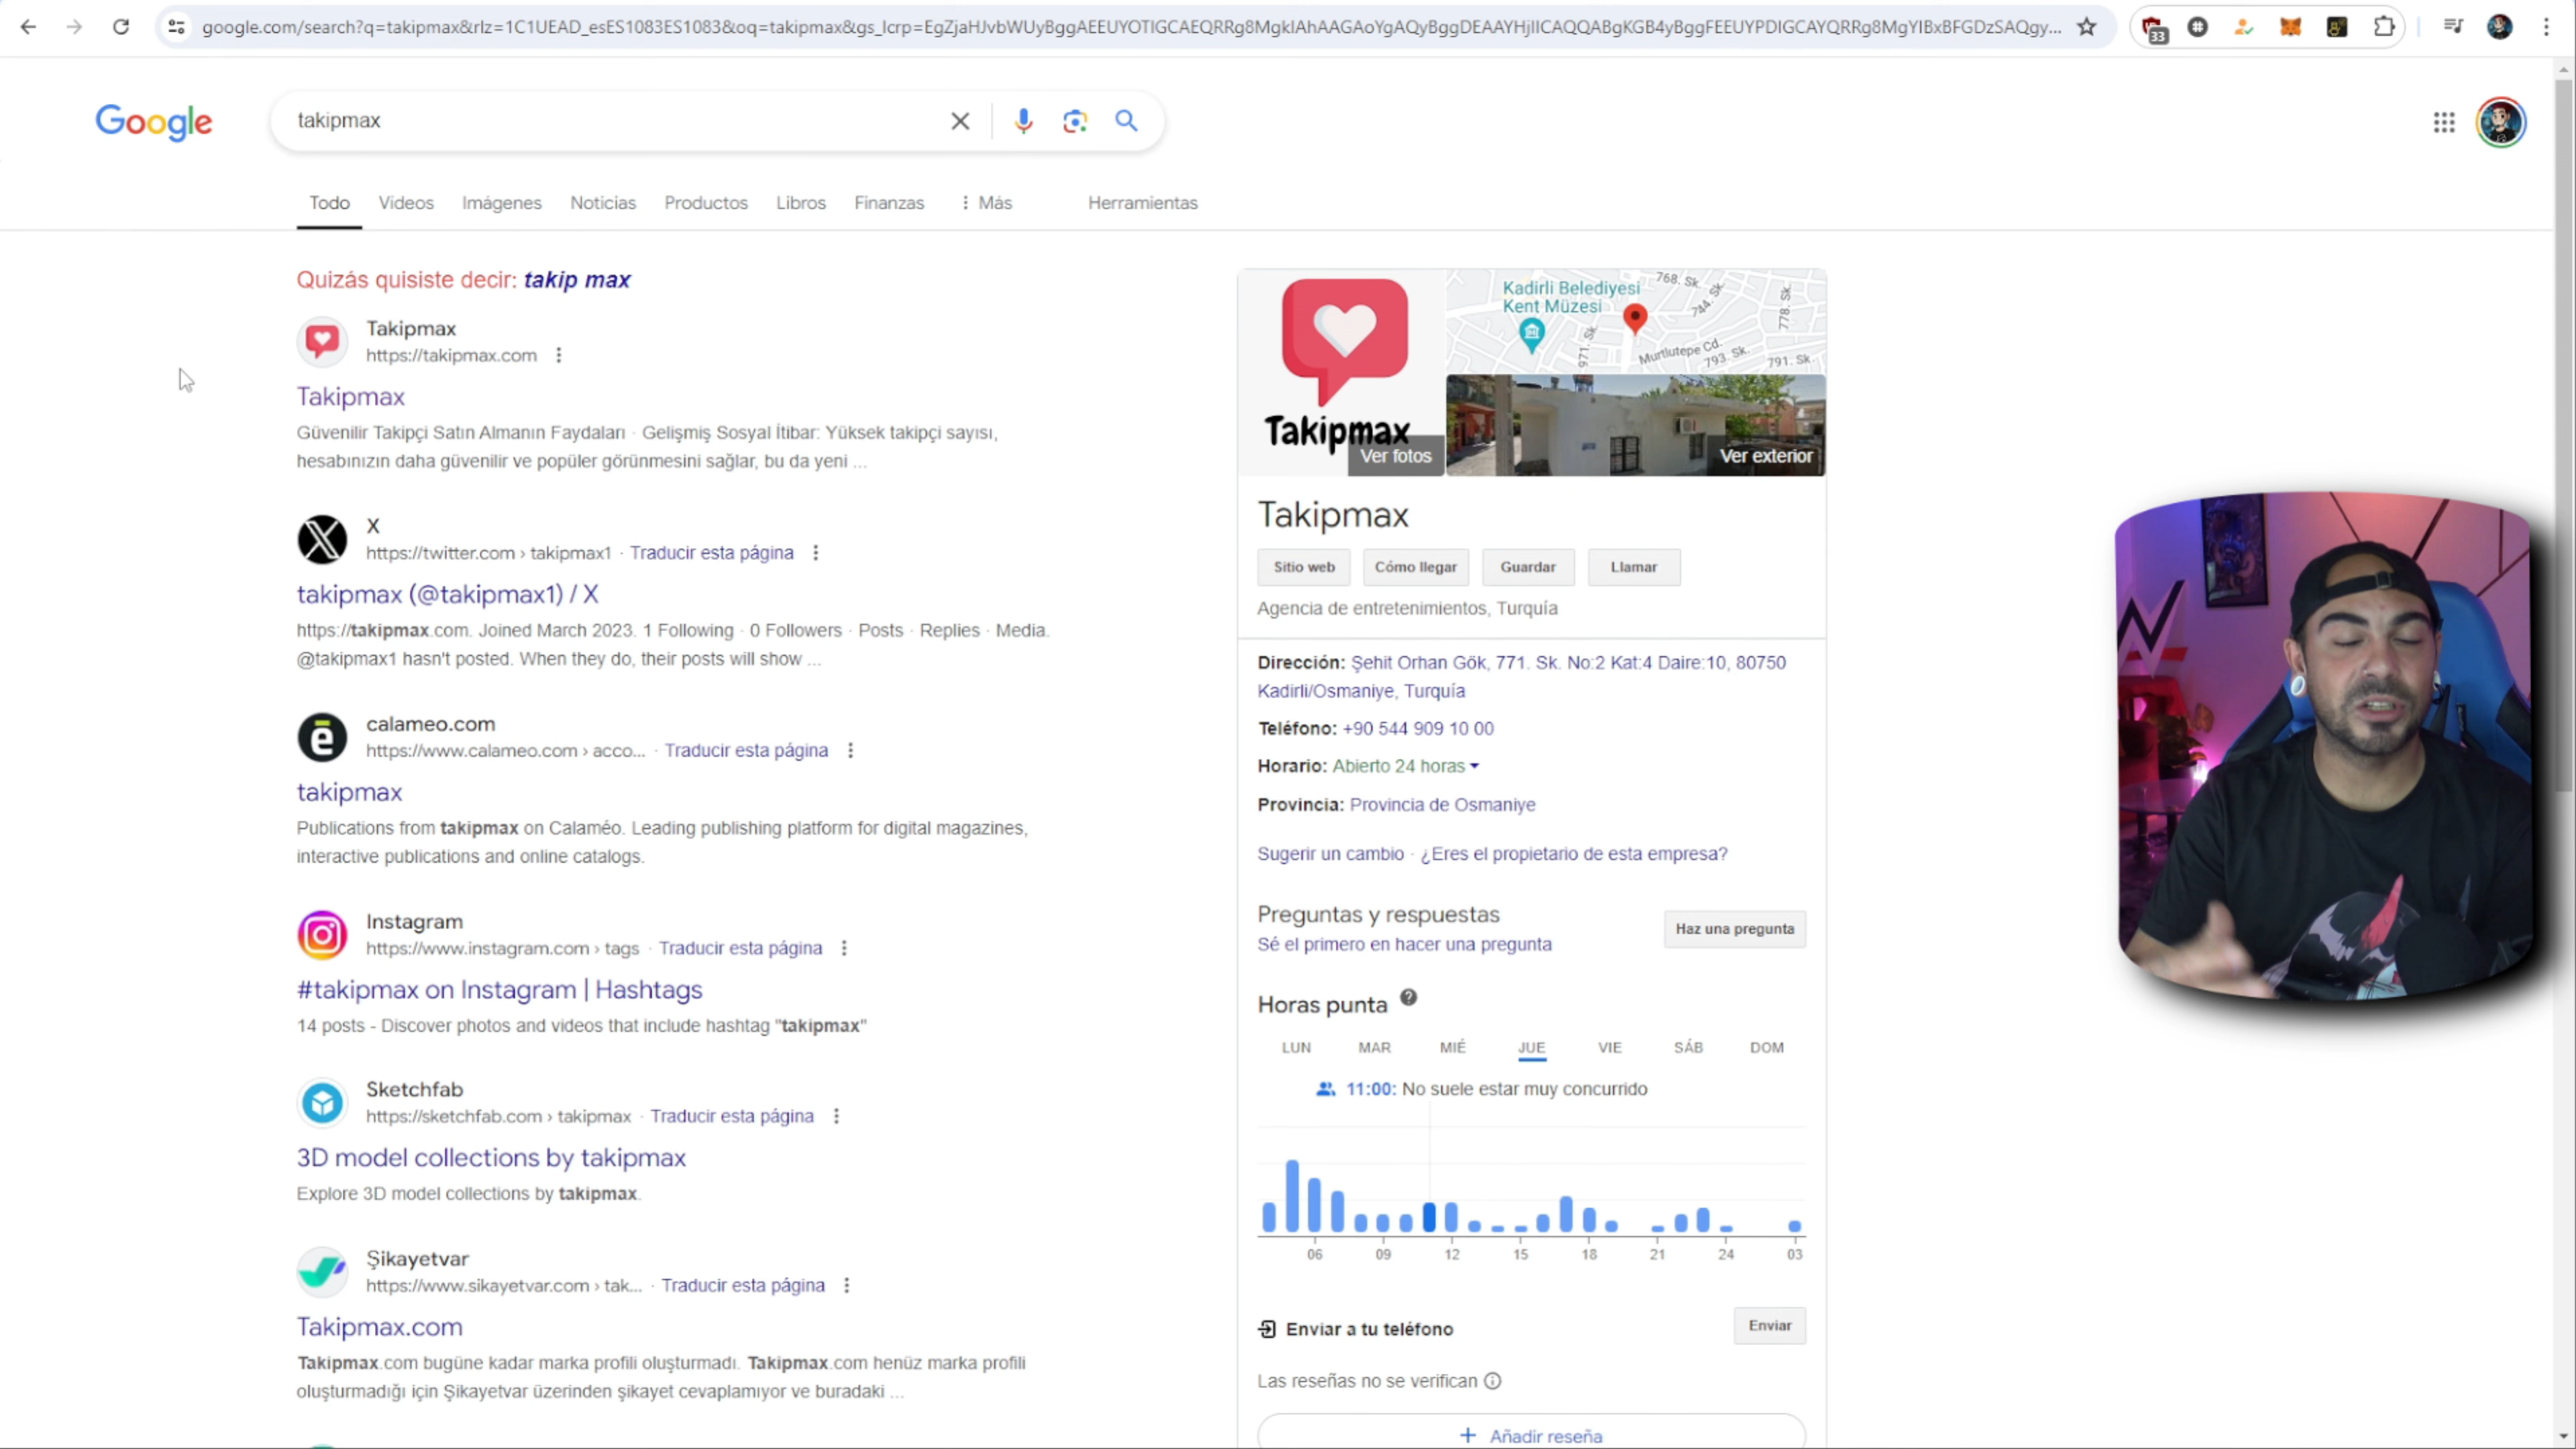 google.com/search?q=takipmax&rlz=1C1UEAD_esES1083ES1083&oq=takipmax&gs_lcrp=EgZjaHJvbWUyBggAEEUYOTIGCAEQRRg8MgkIAhAAGAoYgAQyBggDEAAYHjIICAQQABgKGB4yBggFEEUYPDIGCAYQRRg8MgYIBxBFGDzSAQgy...
33
Google
takipmax
Todo Videos Imágenes Noticias Productos Libros Finanzas Más Herramientas
Quizás quisiste decir: takip max
Takipmax
https://takipmax.com
Takipmax
Güvenilir Takipçi Satın Almanın Faydaları · Gelişmiş Sosyal İtibar: Yüksek takipçi sayısı,
hesabınızın daha güvenilir ve popüler görünmesini sağlar, bu da yeni ...
X
https://twitter.com › takipmax1 · Traducir esta página
takipmax (@takipmax1) / X
https://takipmax.com. Joined March 2023. 1 Following · 0 Followers · Posts · Replies · Media.
@takipmax1 hasn't posted. When they do, their posts will show ...
calameo.com
https://www.calameo.com › acco... · Traducir esta página
takipmax
Publications from takipmax on Calaméo. Leading publishing platform for digital magazines,
interactive publications and online catalogs.
Instagram
https://www.instagram.com › tags · Traducir esta página
#takipmax on Instagram | Hashtags
14 posts - Discover photos and videos that include hashtag "takipmax"
Sketchfab
https://sketchfab.com › takipmax · Traducir esta página
3D model collections by takipmax
Explore 3D model collections by takipmax.
Şikayetvar
https://www.sikayetvar.com › tak... · Traducir esta página
Takipmax.com
Takipmax.com bugüne kadar marka profili oluşturmadı. Takipmax.com henüz marka profili
oluşturmadığı için Şikayetvar üzerinden şikayet cevaplamıyor ve buradaki ...
Takipmax
Ver fotos
Kadirli Belediyesi
Kent Müzesi
768. Sk.
744. Sk.
778. Sk.
971. Sk.
Murtlutepe Cd.
793. Sk.
791. Sk.
Ver exterior
Takipmax
Sitio web Cómo llegar Guardar Llamar
Agencia de entretenimientos, Turquía
Dirección: Şehit Orhan Gök, 771. Sk. No:2 Kat:4 Daire:10, 80750
Kadirli/Osmaniye, Turquía
Teléfono: +90 544 909 10 00
Horario: Abierto 24 horas
Provincia: Provincia de Osmaniye
Sugerir un cambio · ¿Eres el propietario de esta empresa?
Preguntas y respuestas
Sé el primero en hacer una pregunta
Haz una pregunta
Horas punta
LUN MAR MIÉ JUE VIE SÁB DOM
11:00: No suele estar muy concurrido
06 09 12 15 18 21 24 03
Enviar a tu teléfono
Enviar
Las reseñas no se verifican
+ Añadir reseña